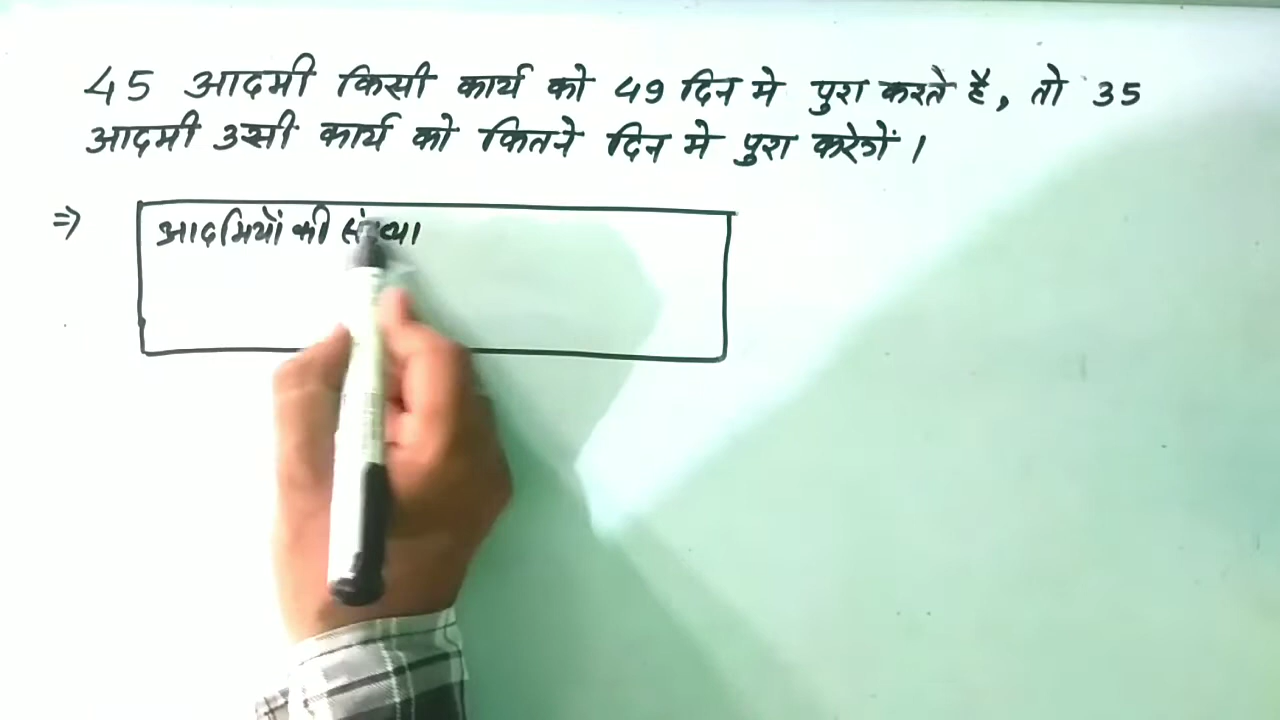 45 आदमी किसी कार्य को 49 दिन मे पुरा करते है, तो 35
आदमी उसी कार्य को कितने दिन मे पुरा करेगें।
⇒ आदमियों की संख्या